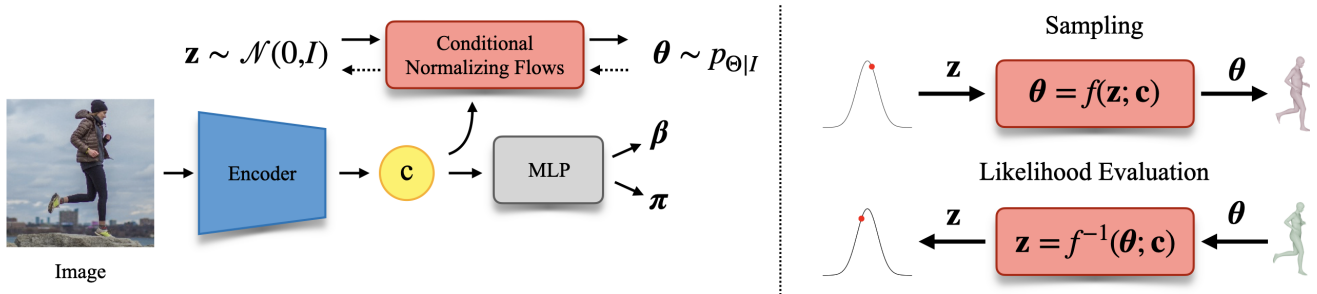 z ∼ 𝒩(0,I)
Conditional
Normalizing Flows
θ ∼ p_{Θ|I}
Encoder
c
MLP
β
π
Image
Sampling
z
θ = f(z; c)
θ
Likelihood Evaluation
z
z = f⁻¹(θ; c)
θ